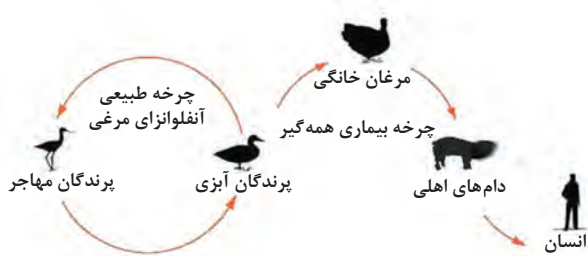 مرغان خانگی
چرخه طبیعی
آنفلوانزای مرغی
چرخه بیماری همه‌گیر
پرندگان مهاجر
پرندگان آبزی
دام‌های اهلی
انسان